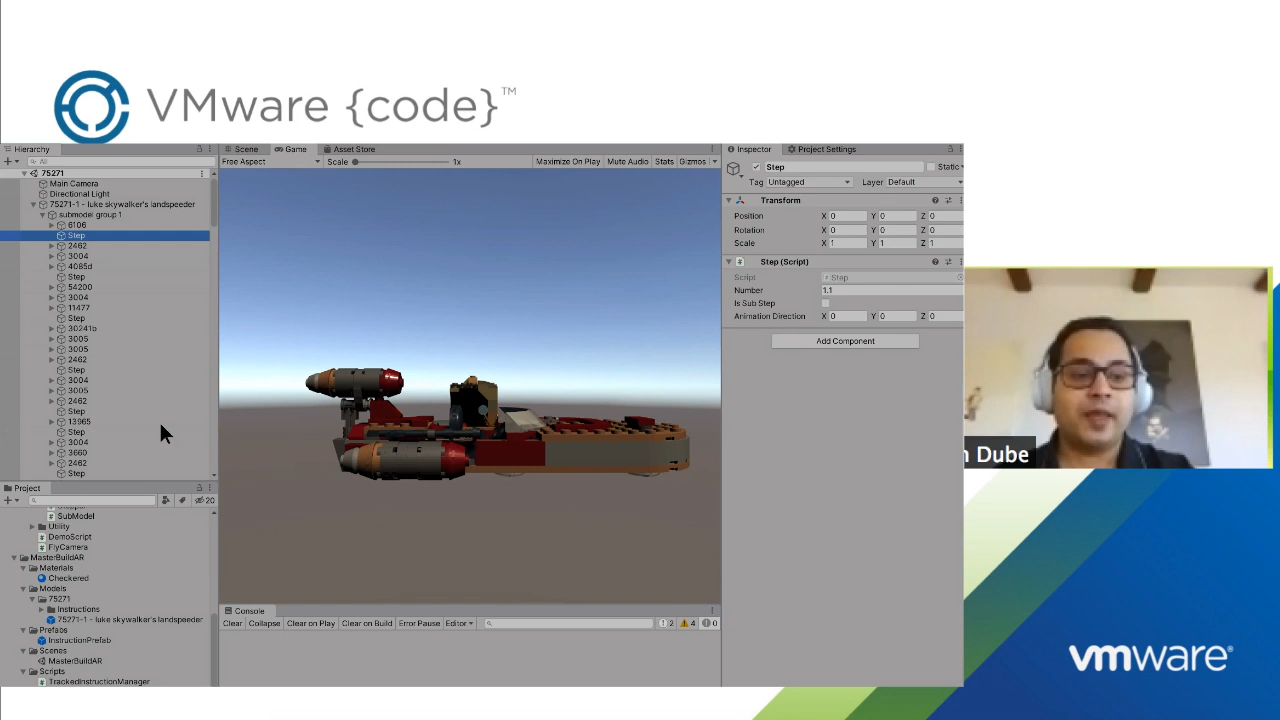 VMware {code}™
Hierarchy
All
75271
Main Camera
Directional Light
75271-1 - luke skywalker's landspeeder
submodel group 1
6106
Step
2462
3004
4085d
Step
54200
3004
11477
Step
30241b
3005
3005
2462
Step
3004
3005
2462
Step
13965
Step
3004
3660
2462
Step
Scene Game Asset Store
Free Aspect Scale 1x Maximize On Play Mute Audio Stats Gizmos
Inspector Project Settings
Step Static
Tag Untagged Layer Default
Transform
Position X 0 Y 0 Z 0
Rotation X 0 Y 0 Z 0
Scale X 1 Y 1 Z 1
# Step (Script)
Script Step
Number 1.1
Is Sub Step
Animation Direction X 0 Y 0 Z 0
Add Component
n Dube
Project
20
SubModel
Utility
DemoScript
FlyCamera
MasterBuildAR
Materials
Checkered
Models
75271
Instructions
75271-1 - luke skywalker's landspeeder
Prefabs
InstructionPrefab
Scenes
MasterBuildAR
Scripts
TrackedInstructionManager
Console
Clear Collapse Clear on Play Clear on Build Error Pause Editor 2 4 0
vmware®